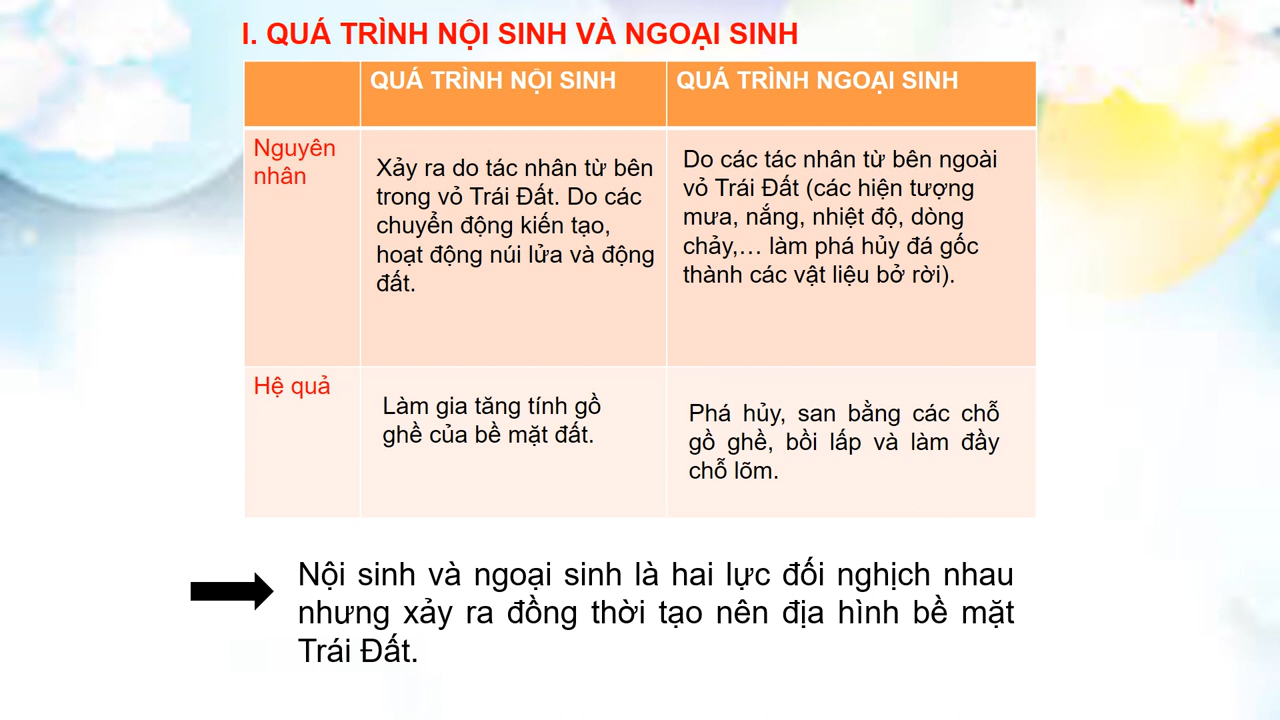 I. QUÁ TRÌNH NỘI SINH VÀ NGOẠI SINH
QUÁ TRÌNH NỘI SINH
QUÁ TRÌNH NGOẠI SINH
Nguyên
nhân
Xảy ra do tác nhân từ bên
trong vỏ Trái Đất. Do các
chuyển động kiến tạo,
hoạt động núi lửa và động
đất.
Do các tác nhân từ bên ngoài
vỏ Trái Đất (các hiện tượng
mưa, nắng, nhiệt độ, dòng
chảy,… làm phá hủy đá gốc
thành các vật liệu bở rời).
Hệ quả
Làm gia tăng tính gồ
ghề của bề mặt đất.
Phá hủy, san bằng các chỗ
gồ ghề, bồi lấp và làm đầy
chỗ lõm.
Nội sinh và ngoại sinh là hai lực đối nghịch nhau
nhưng xảy ra đồng thời tạo nên địa hình bề mặt
Trái Đất.